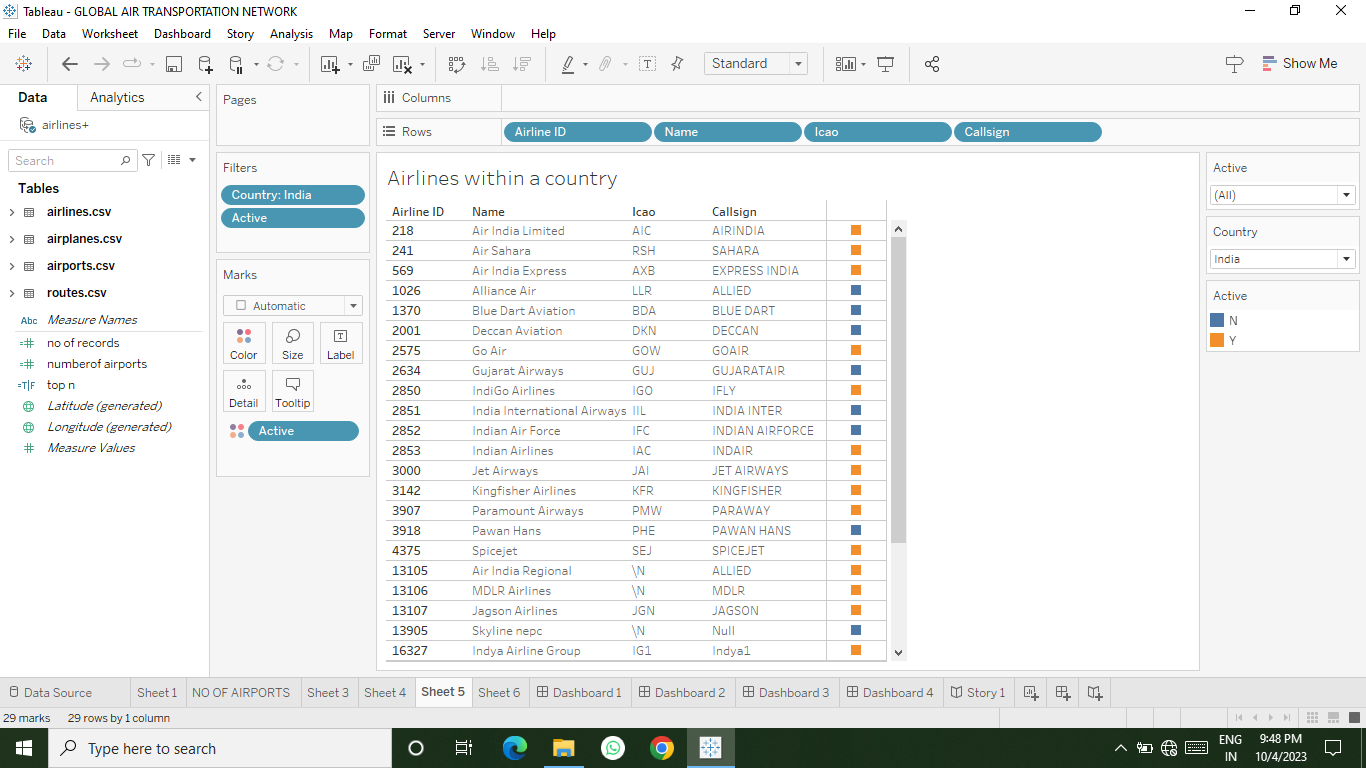 Tableau - GLOBAL AIR TRANSPORTATION NETWORK
File Data Worksheet Dashboard Story Analysis Map Format Server Window Help
Standard
Show Me
Data Analytics
airlines+
Search
Tables
airlines.csv
airplanes.csv
airports.csv
routes.csv
Abc Measure Names
no of records
numberof airports
top n
Latitude (generated)
Longitude (generated)
Measure Values
Pages
Filters
Country: India
Active
Marks
Automatic
Color Size Label
Detail Tooltip
Active
Columns
Rows Airline ID Name Icao Callsign
Airlines within a country
Airline ID Name Icao Callsign
218 Air India Limited AIC AIRINDIA
241 Air Sahara RSH SAHARA
569 Air India Express AXB EXPRESS INDIA
1026 Alliance Air LLR ALLIED
1370 Blue Dart Aviation BDA BLUE DART
2001 Deccan Aviation DKN DECCAN
2575 Go Air GOW GOAIR
2634 Gujarat Airways GUJ GUJARATAIR
2850 IndiGo Airlines IGO IFLY
2851 India International Airways IIL INDIA INTER
2852 Indian Air Force IFC INDIAN AIRFORCE
2853 Indian Airlines IAC INDAIR
3000 Jet Airways JAI JET AIRWAYS
3142 Kingfisher Airlines KFR KINGFISHER
3907 Paramount Airways PMW PARAWAY
3918 Pawan Hans PHE PAWAN HANS
4375 Spicejet SEJ SPICEJET
13105 Air India Regional \N ALLIED
13106 MDLR Airlines \N MDLR
13107 Jagson Airlines JGN JAGSON
13905 Skyline nepc \N Null
16327 Indya Airline Group IG1 Indya1
Active
(All)
Country
India
Active
N
Y
Data Source Sheet 1 NO OF AIRPORTS Sheet 3 Sheet 4 Sheet 5 Sheet 6 Dashboard 1 Dashboard 2 Dashboard 3 Dashboard 4 Story 1
29 marks 29 rows by 1 column
Type here to search
ENG 9:48 PM
IN 10/4/2023